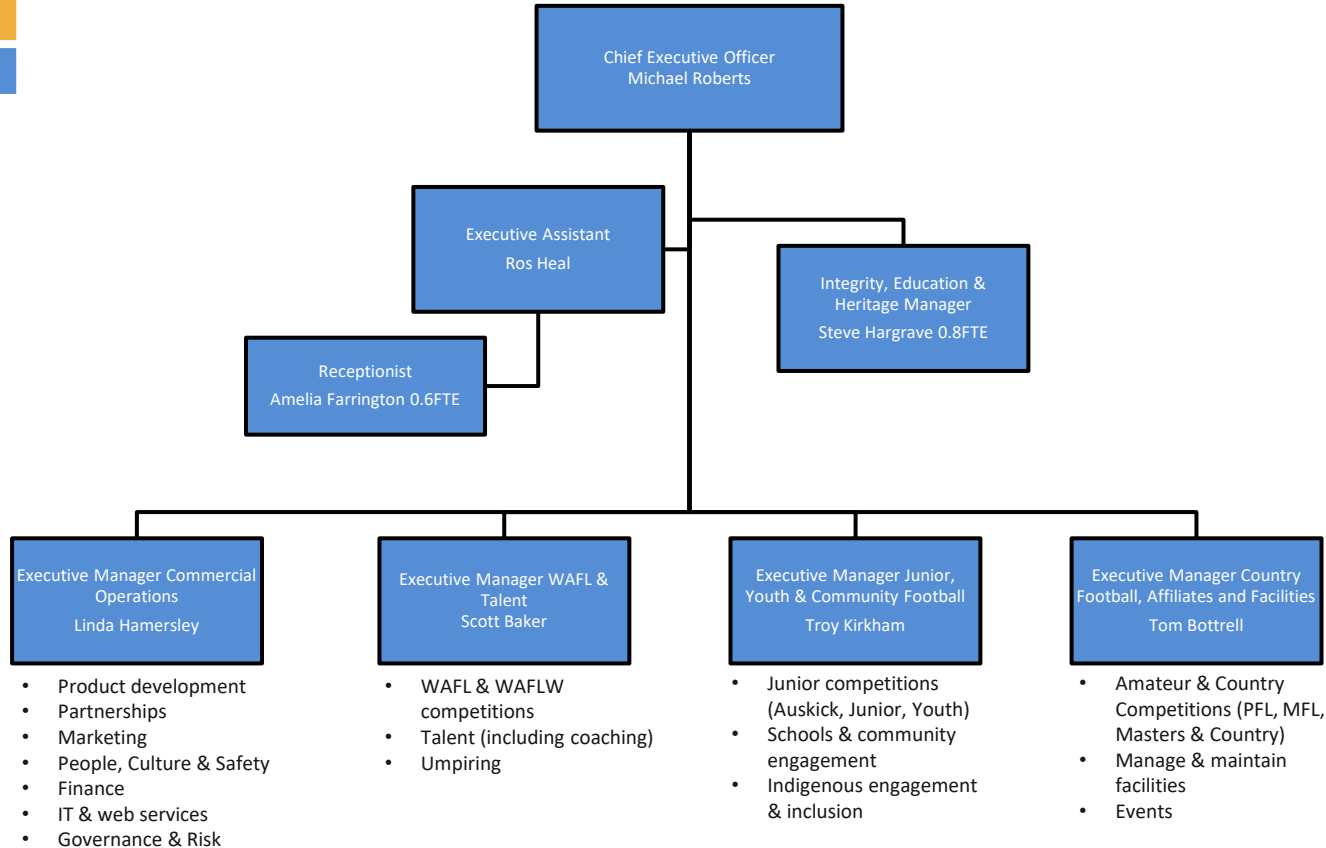 Chief Executive Officer
Michael Roberts
Executive Assistant
Ros Heal
Integrity, Education &
Heritage Manager
Steve Hargrave 0.8FTE
Receptionist
Amelia Farrington 0.6FTE
Executive Manager Commercial
Operations
Linda Hamersley
• Product development
• Partnerships
• Marketing
• People, Culture & Safety
• Finance
• IT & web services
• Governance & Risk
Executive Manager WAFL &
Talent
Scott Baker
• WAFL & WAFLW
competitions
• Talent (including coaching)
• Umpiring
Executive Manager Junior,
Youth & Community Football
Troy Kirkham
• Junior competitions
(Auskick, Junior, Youth)
• Schools & community
engagement
• Indigenous engagement
& inclusion
Executive Manager Country
Football, Affiliates and Facilities
Tom Bottrell
• Amateur & Country
Competitions (PFL, MFL,
Masters & Country)
• Manage & maintain
facilities
• Events